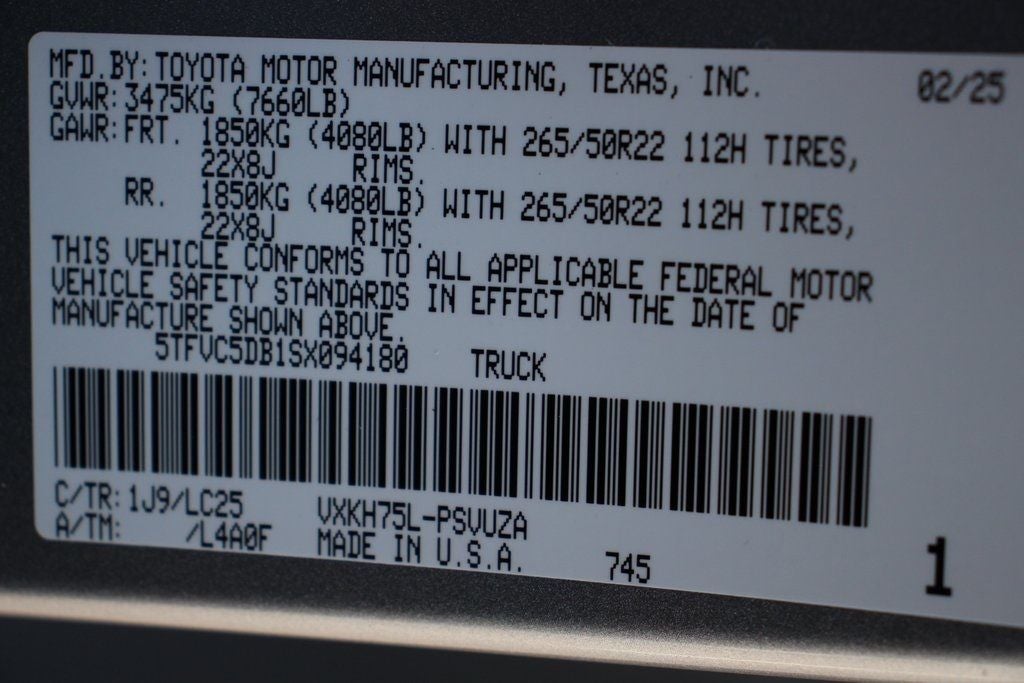 MFD.BY: TOYOTA MOTOR MANUFACTURING, TEXAS, INC. 02/25
GVWR: 3475KG (7660LB)
GAWR: FRT. 1850KG (4080LB) WITH 265/50R22 112H TIRES,
22X8J RIMS.
RR. 1850KG (4080LB) WITH 265/50R22 112H TIRES,
22X8J RIMS.
THIS VEHICLE CONFORMS TO ALL APPLICABLE FEDERAL MOTOR
VEHICLE SAFETY STANDARDS IN EFFECT ON THE DATE OF
MANUFACTURE SHOWN ABOVE.
5TFVC5DB1SX094180 TRUCK
C/TR: 1J9/LC25 VXKH75L-PSVUZA
A/TM: /L4A0F MADE IN U.S.A. 745 1